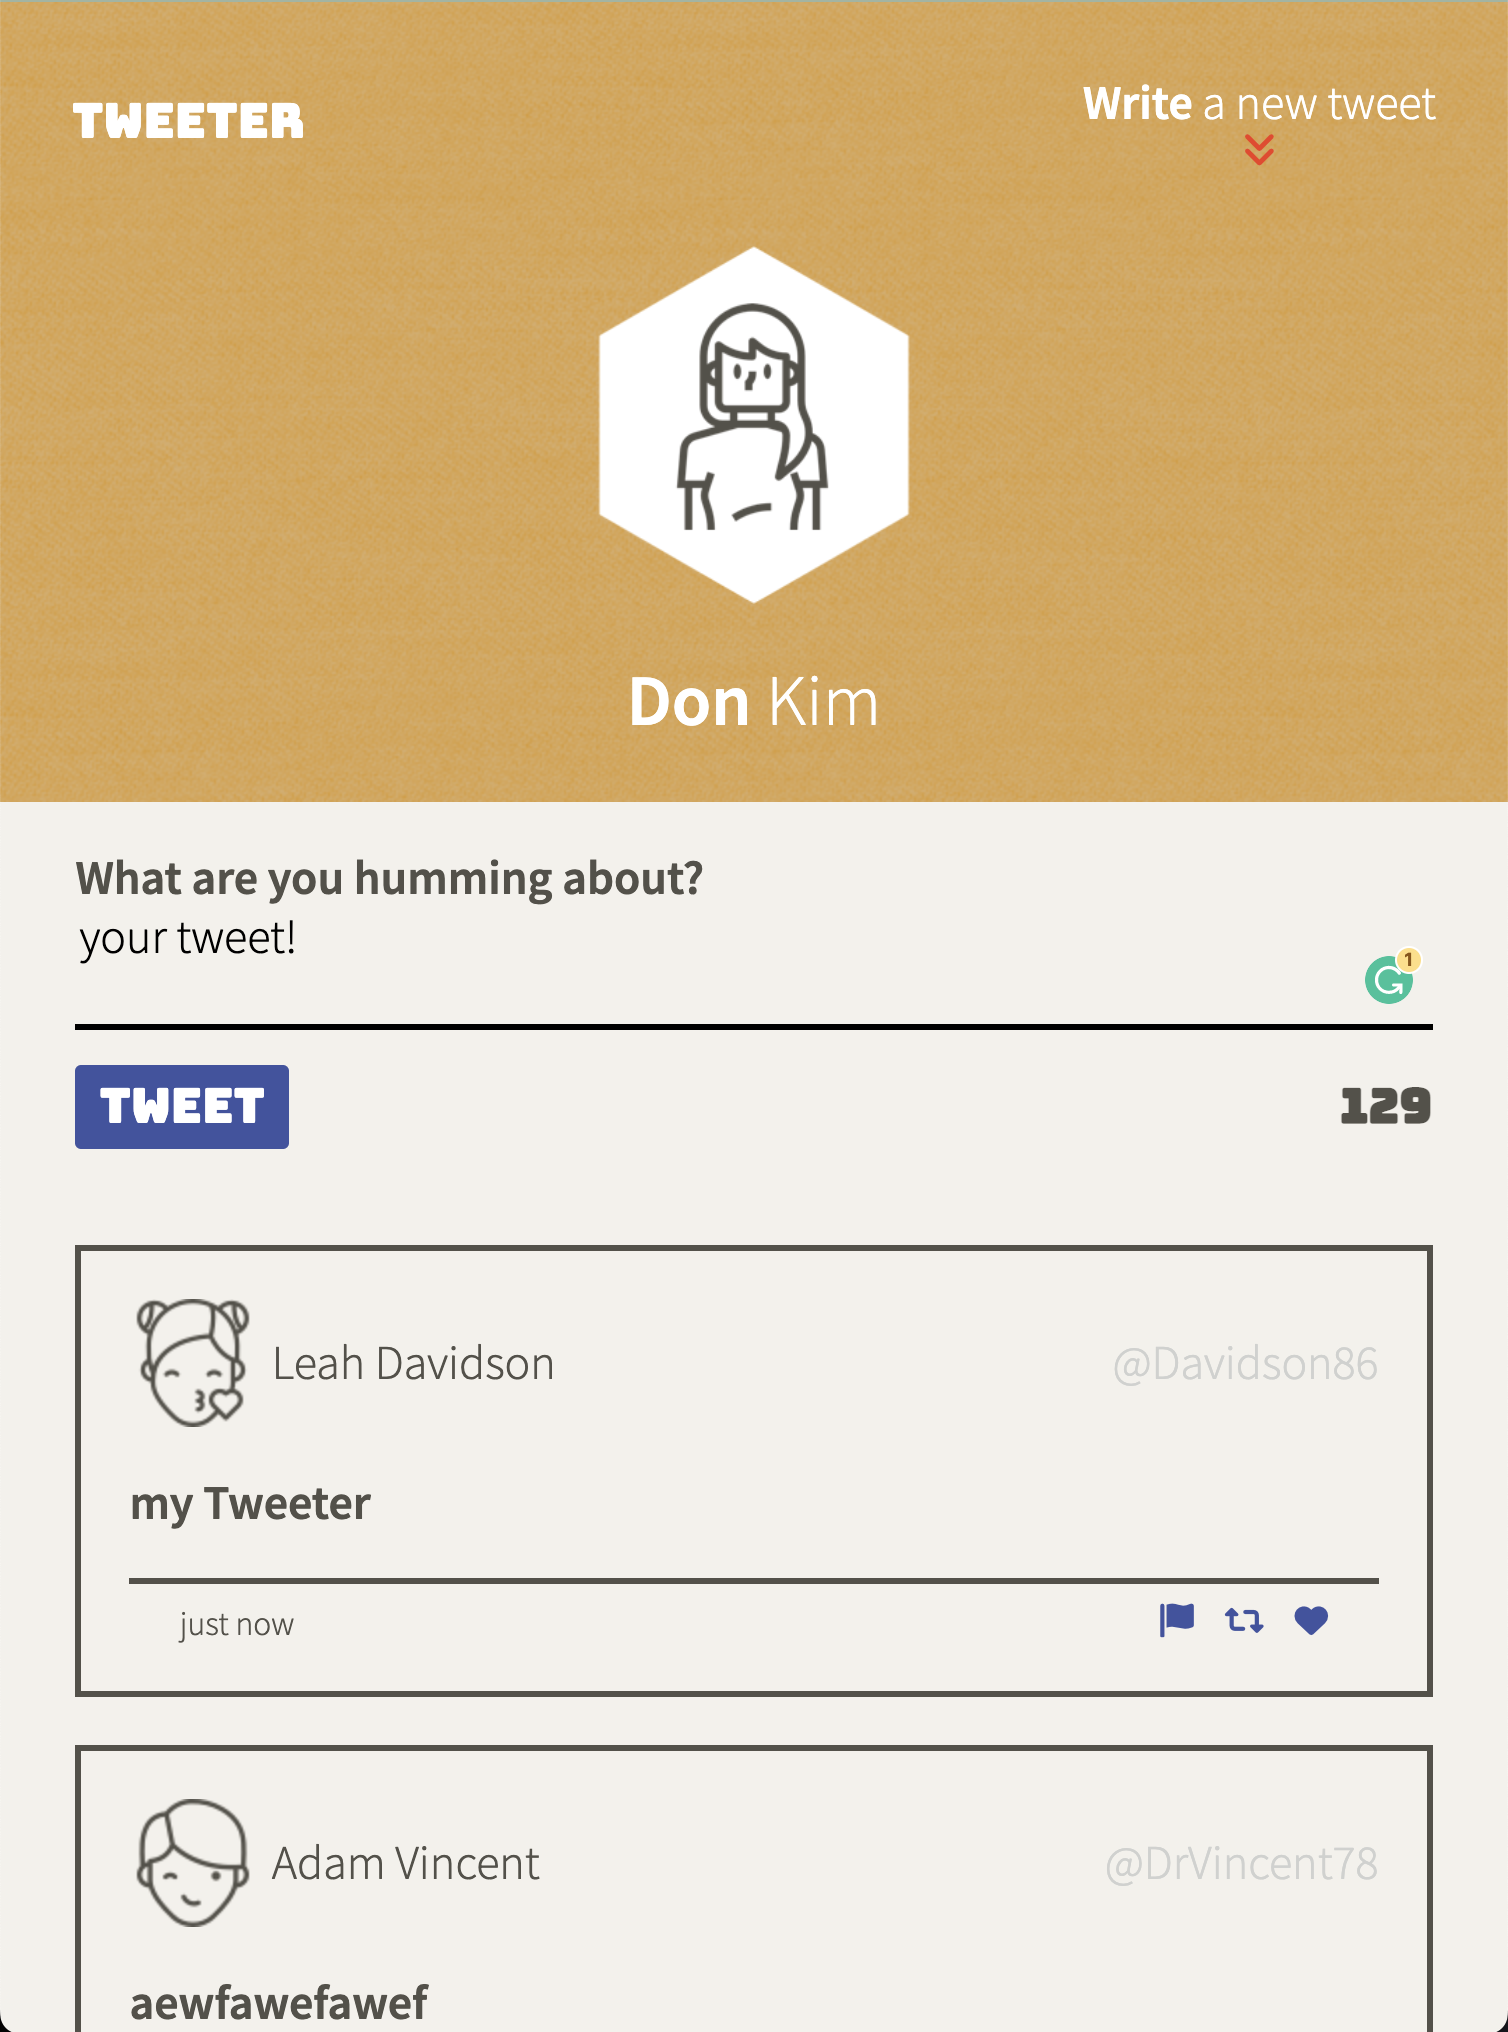 TWEETER
Write a new tweet
Don Kim
What are you humming about?
your tweet!
1
TWEET
129
Leah Davidson
@Davidson86
my Tweeter
just now
Adam Vincent
@DrVincent78
aewfawefawef